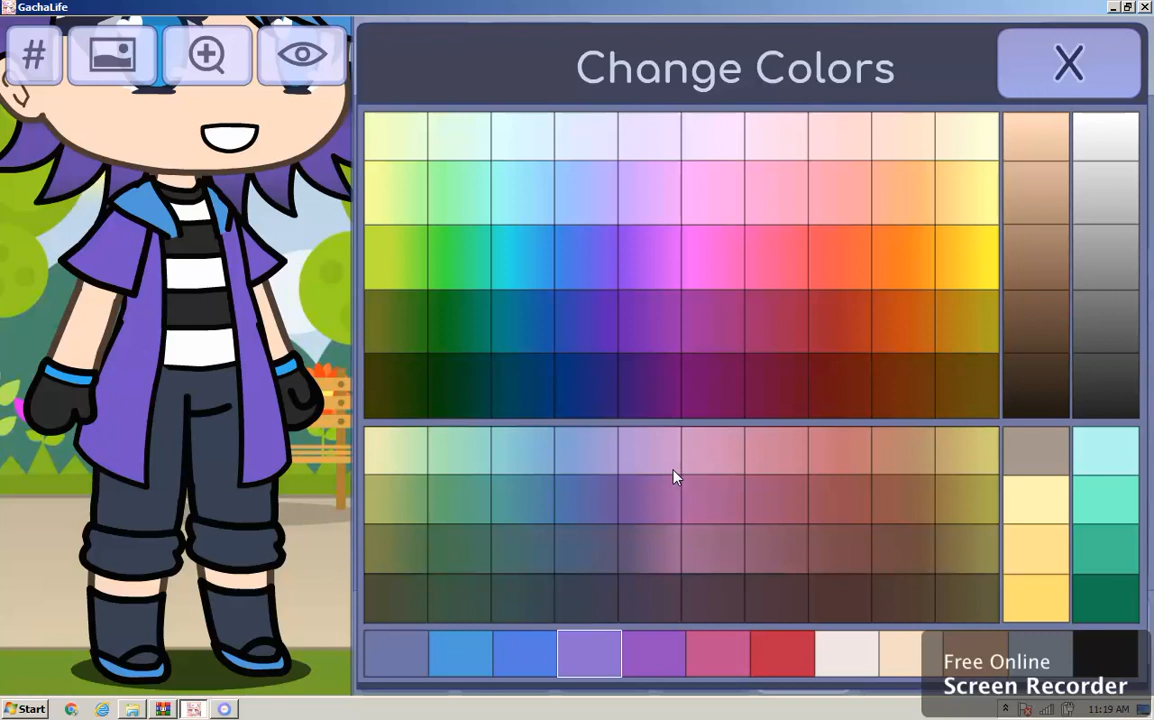 GachaLife
#
Change Colors
X
Free Online
Screen Recorder
Start
11:19 AM